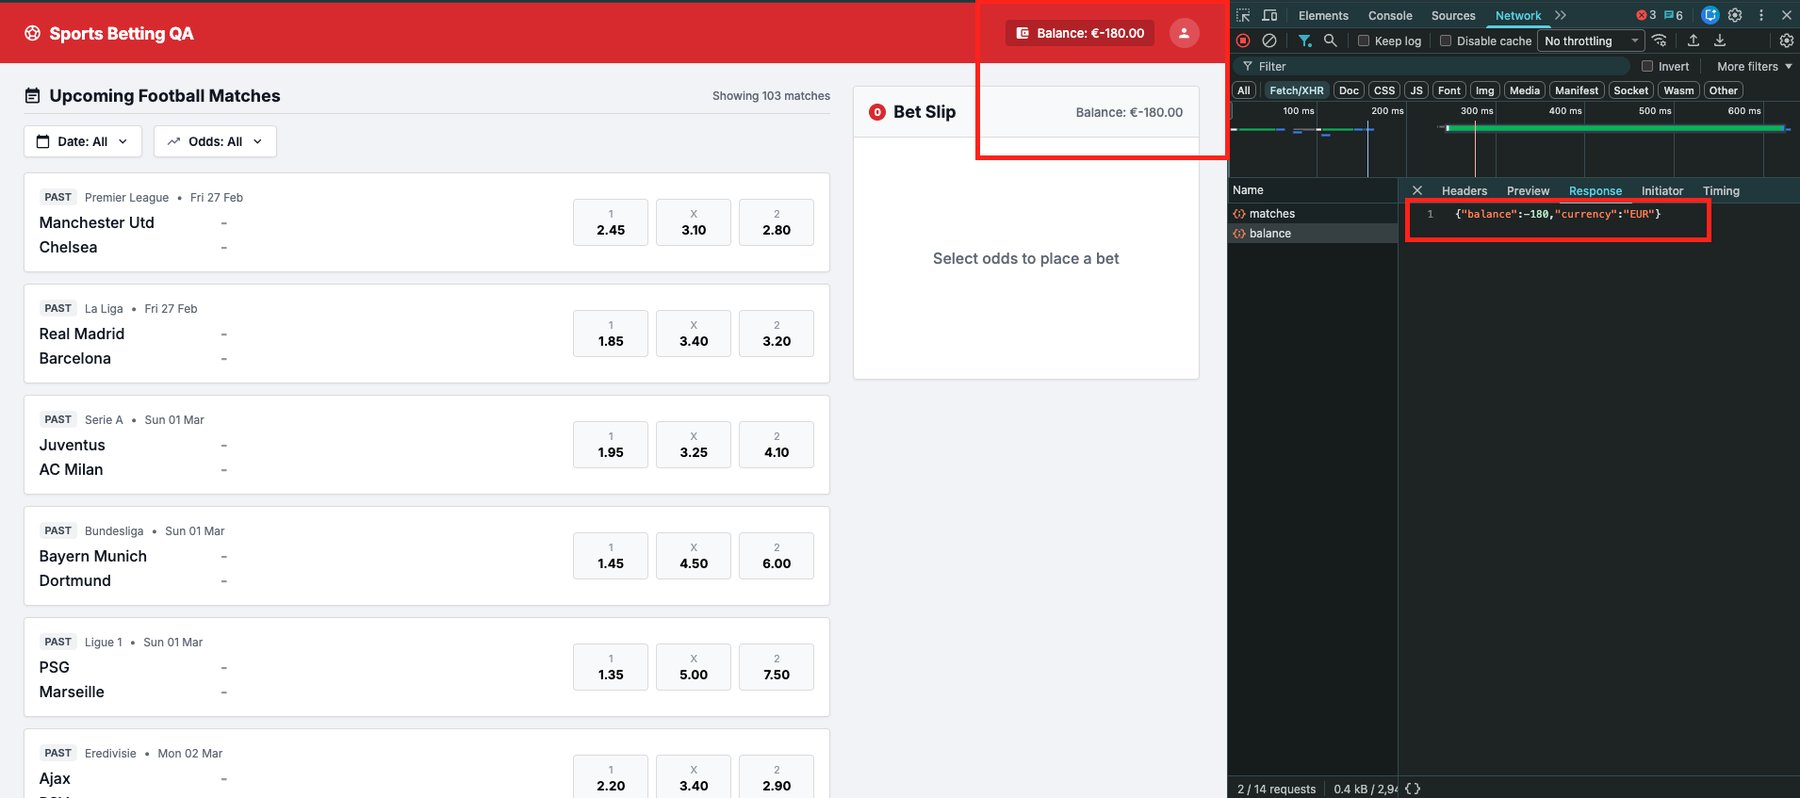 Sports Betting QA
Balance: €-180.00
Upcoming Football Matches
Showing 103 matches
Date: All
Odds: All
PAST Premier League • Fri 27 Feb
Manchester Utd -
Chelsea -
1 X 2
2.45 3.10 2.80
PAST La Liga • Fri 27 Feb
Real Madrid -
Barcelona -
1 X 2
1.85 3.40 3.20
PAST Serie A • Sun 01 Mar
Juventus -
AC Milan -
1 X 2
1.95 3.25 4.10
PAST Bundesliga • Sun 01 Mar
Bayern Munich -
Dortmund -
1 X 2
1.45 4.50 6.00
PAST Ligue 1 • Sun 01 Mar
PSG -
Marseille -
1 X 2
1.35 5.00 7.50
PAST Eredivisie • Mon 02 Mar
Ajax -
1 X 2
2.20 3.40 2.90
0 Bet Slip Balance: €-180.00
Select odds to place a bet
Elements Console Sources Network 3 6
Keep log Disable cache No throttling
Filter Invert More filters
All Fetch/XHR Doc CSS JS Font Img Media Manifest Socket Wasm Other
100 ms 200 ms 300 ms 400 ms 500 ms 600 ms
Name
matches
balance
Headers Preview Response Initiator Timing
1 {"balance":-180,"currency":"EUR"}
2 / 14 requests 0.4 kB / 2,94 {}